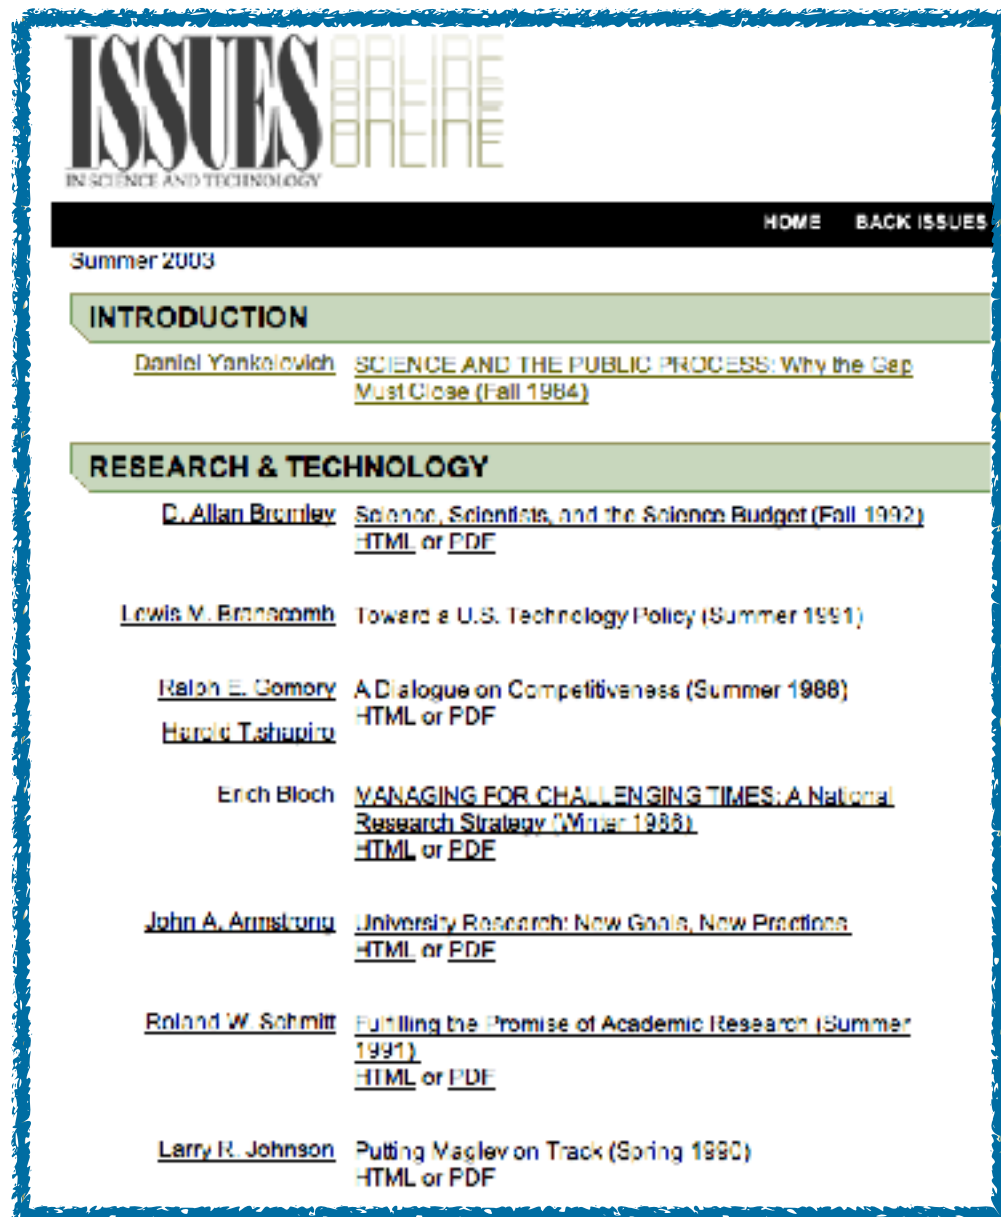 ISSUES
ONLINE
ONLINE
ONLINE
IN SCIENCE AND TECHNOLOGY
HOME BACK ISSUES
Summer 2003
INTRODUCTION
Daniel Yankelovich SCIENCE AND THE PUBLIC PROCESS: Why the Gap
Must Close (Fall 1984)
RESEARCH & TECHNOLOGY
D. Allan Bromley Science, Scientists, and the Science Budget (Fall 1992)
HTML or PDF
Lewis M. Branscomb Toward a U.S. Technology Policy (Summer 1991)
Ralph E. Gomory A Dialogue on Competitiveness (Summer 1988)
HTML or PDF
Harold T.shapiro
Erich Bloch MANAGING FOR CHALLENGING TIMES: A National
Research Strategy (Winter 1986)
HTML or PDF
John A. Armstrong University Research: New Goals, New Practices
HTML or PDF
Roland W. Schmitt Fulfilling the Promise of Academic Research (Summer
1991)
HTML or PDF
Larry R. Johnson Putting Maglev on Track (Spring 1990)
HTML or PDF